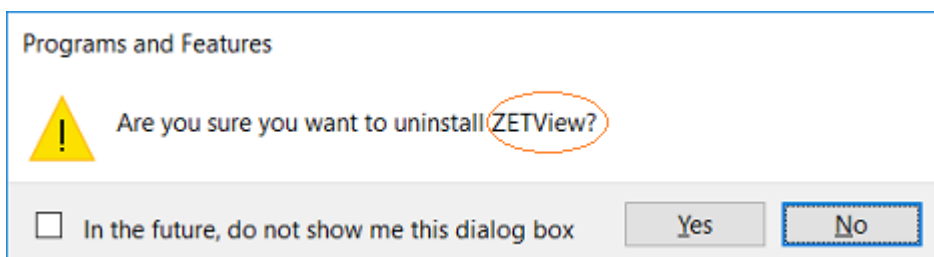 Programs and Features
Are you sure you want to uninstall ZETView?
In the future, do not show me this dialog box
Yes
No